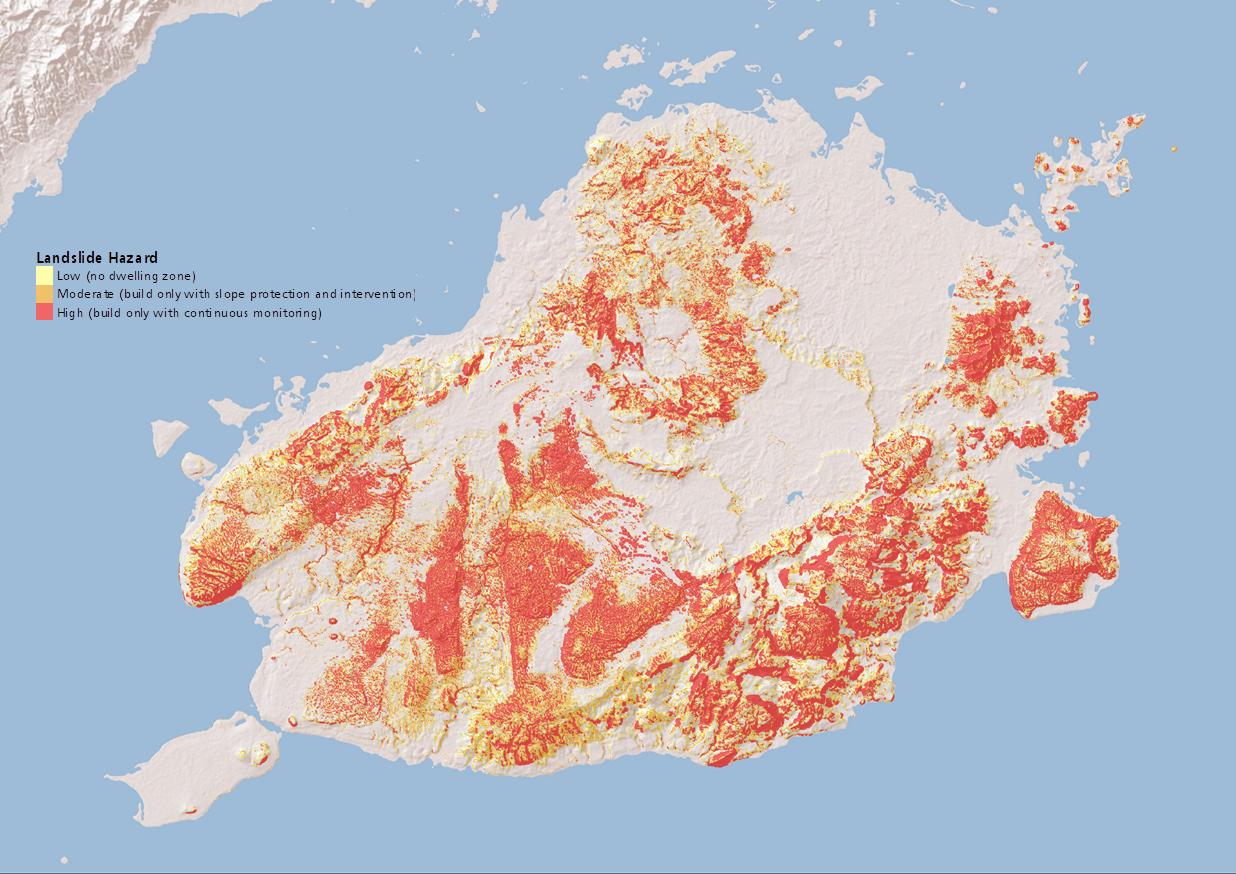 Landslide Hazard
Low (no dwelling zone)
Moderate (build only with slope protection and intervention)
High (build only with continuous monitoring)